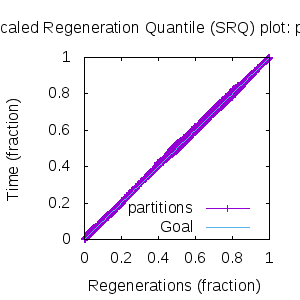 caled Regeneration Quantile (SRQ) plot: p
1
0.8
0.6
0.4
0.2
0
Time (fraction)
partitions
Goal
0 0.2 0.4 0.6 0.8 1
Regenerations (fraction)